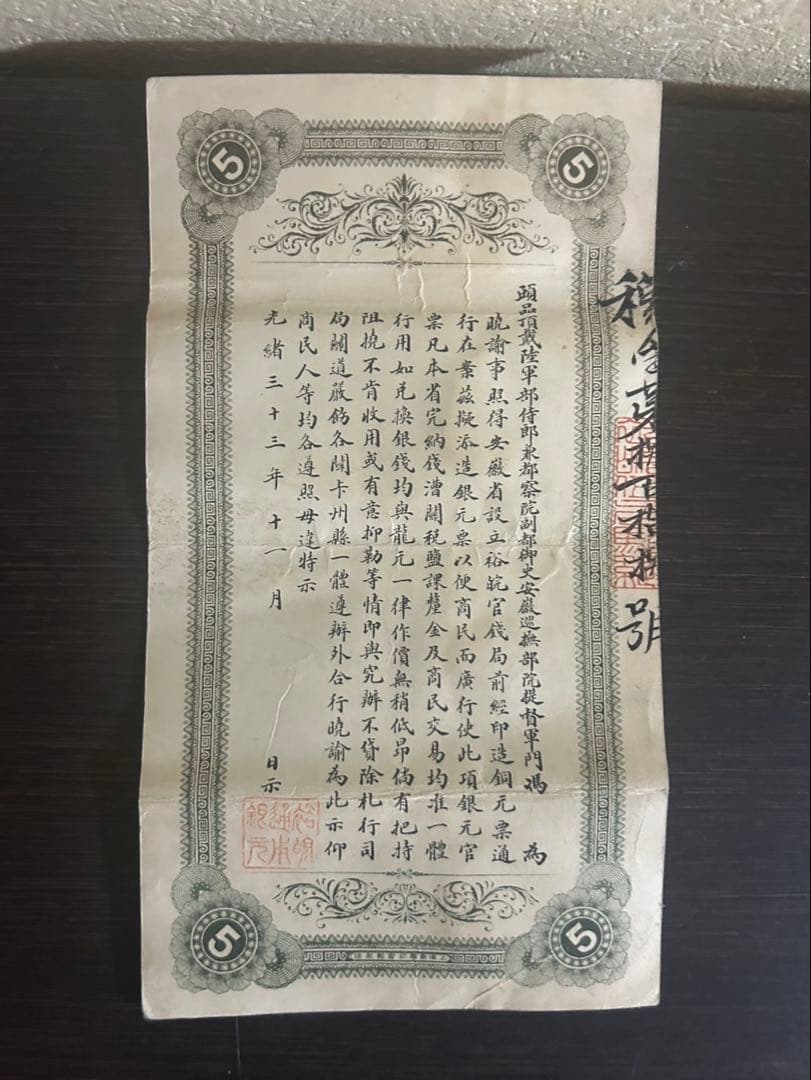 5
5
頭品頂戴陸軍部侍郎兼都察院副都御史安徽巡撫部院提督軍門馮 為
曉諭事照得安徽省設立裕皖官錢局前經印造銅元票通
行在案茲擬添造銀元票以便商民而廣行使此項銀元官
票凡本省完納錢漕關稅鹽課釐金及商民交易均准一體
行用如兑換銀錢均與龍元一律作價無稍低昂倘有把持
阻撓不肯收用或有意抑勒等情即與究辦不貸除札行司
局關道嚴飭各關卡州縣一體遵辦外合行曉諭為此示仰
商民人等均各遵照毋違特示
光緒三十三年十一月 日示
號
5
5